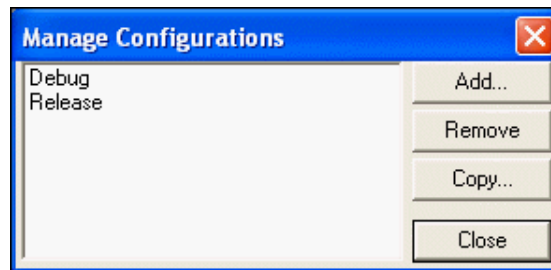 Manage Configurations
Debug
Release
Add...
Remove
Copy...
Close